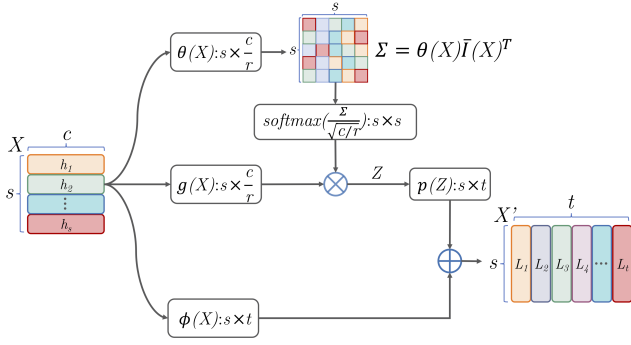 s
θ(X):s×c/r
s
Σ = θ(X)Ī(X)^T
softmax(Σ/√c/r):s×s
X
c
s
h1
h2
⋮
hs
g(X):s×c/r
Z
p(Z):s×t
X'
t
s
L1 L2 L3 L4 ··· Lt
ϕ(X):s×t